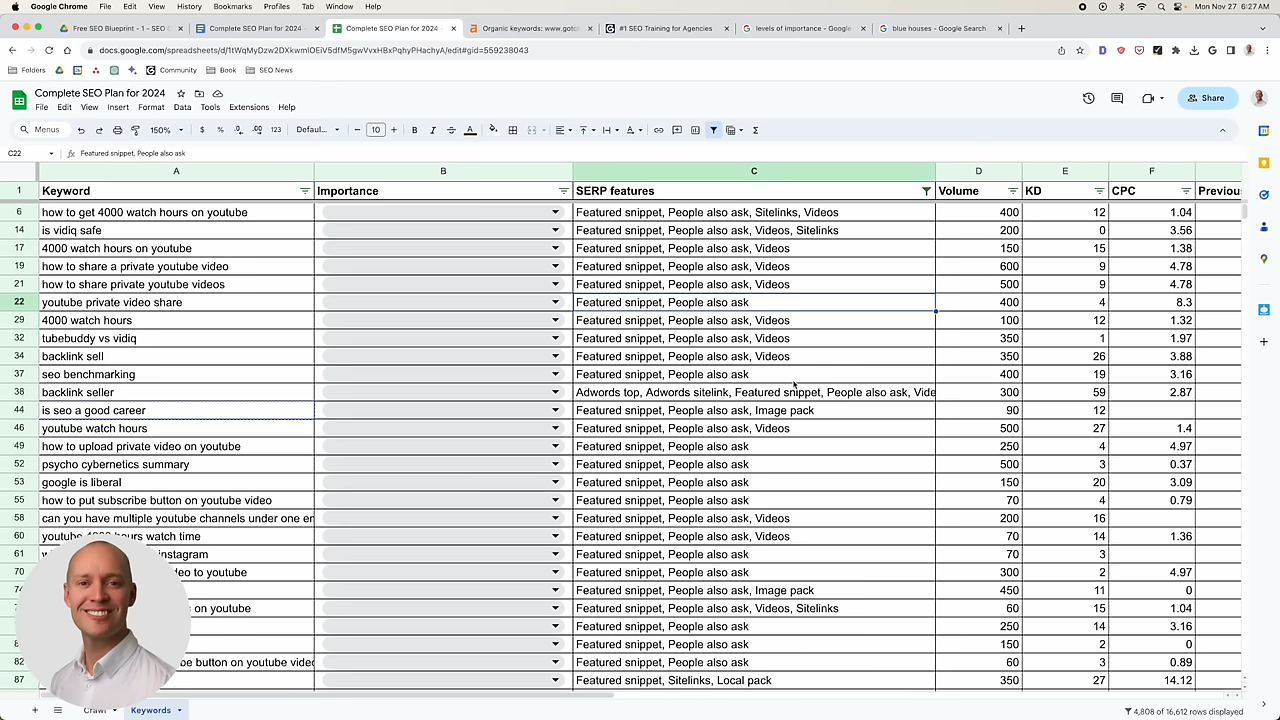 Google Chrome File Edit View History Bookmarks Profiles Tab Window Help Mon Nov 27 6:27 AM
Free SEO Blueprint - 1 - SEO Complete SEO Plan for 2024 Complete SEO Plan for 2024 - Organic keywords: www.gotc #1 SEO Training for Agencies levels of importance - Google blue houses - Google Search
docs.google.com/spreadsheets/d/1tWqMyDzw2DXkwmlOEiV5dfM5gwVvxHBxPqhyPHachyA/edit#gid=559238043
Folders Community Book SEO News
Complete SEO Plan for 2024
File Edit View Insert Format Data Tools Extensions Help
Share
Menus 150% $ % .0 .00 123 Defaul... − 10 + B
C22 fx Featured snippet, People also ask
A B C D E F
1 Keyword Importance SERP features Volume KD CPC Previou
6 how to get 4000 watch hours on youtube Featured snippet, People also ask, Sitelinks, Videos 400 12 1.04
14 is vidiq safe Featured snippet, People also ask, Videos, Sitelinks 200 0 3.56
17 4000 watch hours on youtube Featured snippet, People also ask, Videos 150 15 1.38
19 how to share a private youtube video Featured snippet, People also ask, Videos 600 9 4.78
21 how to share private youtube videos Featured snippet, People also ask, Videos 500 9 4.78
22 youtube private video share Featured snippet, People also ask 400 4 8.3
29 4000 watch hours Featured snippet, People also ask, Videos 100 12 1.32
32 tubebuddy vs vidiq Featured snippet, People also ask, Videos 350 1 1.97
34 backlink sell Featured snippet, People also ask, Videos 350 26 3.88
37 seo benchmarking Featured snippet, People also ask 400 19 3.16
38 backlink seller Adwords top, Adwords sitelink, Featured snippet, People also ask, Vide 300 59 2.87
44 is seo a good career Featured snippet, People also ask, Image pack 90 12
46 youtube watch hours Featured snippet, People also ask, Videos 500 27 1.4
49 how to upload private video on youtube Featured snippet, People also ask 250 4 4.97
52 psycho cybernetics summary Featured snippet, People also ask 500 3 0.37
53 google is liberal Featured snippet, People also ask 150 20 3.09
55 how to put subscribe button on youtube video Featured snippet, People also ask 70 4 0.79
58 can you have multiple youtube channels under one em Featured snippet, People also ask, Videos 200 16
60 youtube 4000 hours watch time Featured snippet, People also ask, Videos 70 14 1.36
61 instagram Featured snippet, People also ask 70 3
70 to youtube Featured snippet, People also ask 300 2 4.97
Featured snippet, People also ask, Image pack 450 11 0
on youtube Featured snippet, People also ask, Videos, Sitelinks 60 15 1.04
Featured snippet, People also ask 250 14 3.16
Featured snippet, People also ask 150 2 0
82 button on youtube video Featured snippet, People also ask 60 3 0.89
87 Featured snippet, Sitelinks, Local pack 350 27 14.12
Crawl Keywords 4,808 of 16,612 rows displayed